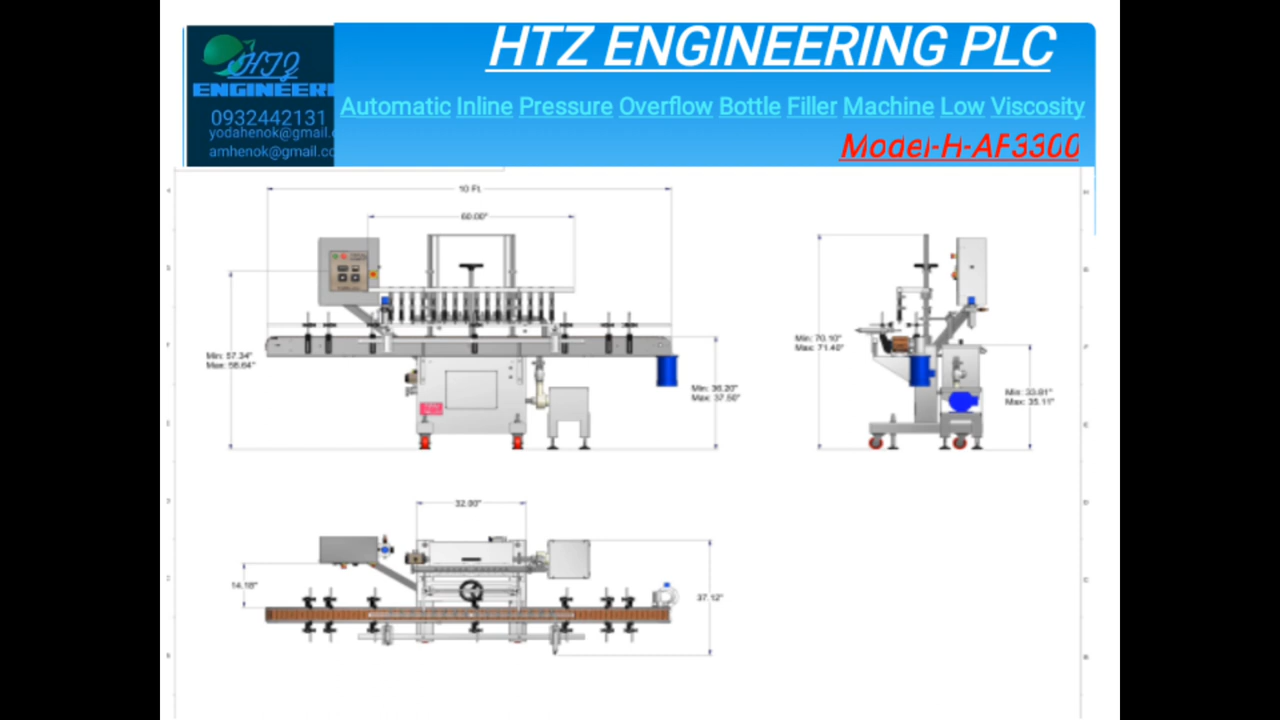 HTZ ENGINEERING PLC
HTQ
ENGINEERI
Automatic Inline Pressure Overflow Bottle Filler Machine Low Viscosity
0932442131
yodahenok@gmail.c
amhenok@gmail.co
Model-H-AF3300
10 Ft.
60.00"
Min: 57.34"
Max: 58.64"
Min: 36.20"
Max: 37.50"
Min: 70.10"
Max: 71.40"
Min: 33.81"
Max: 35.11"
32.00"
14.18"
37.12"